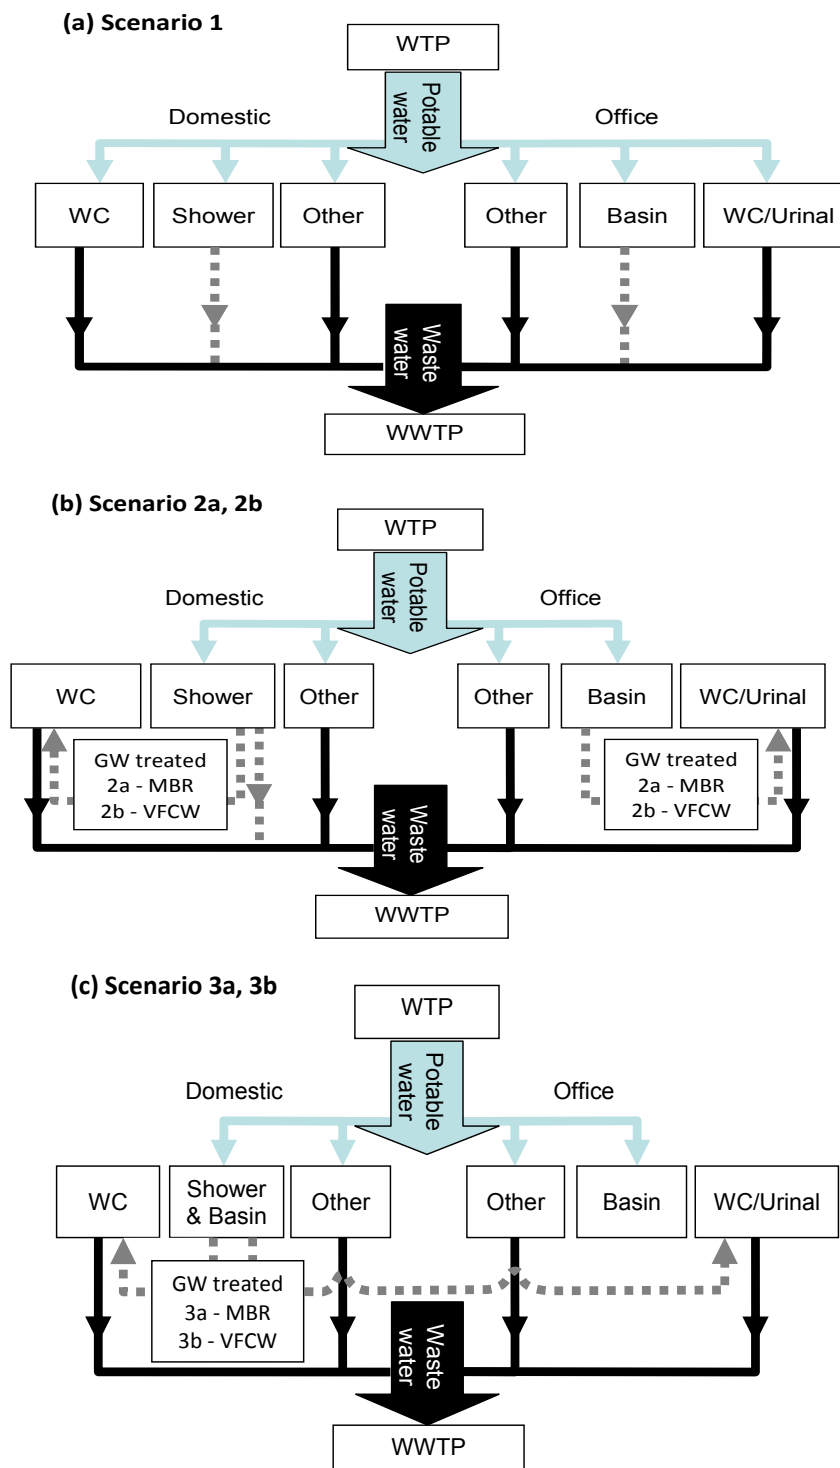 (a) Scenario 1
WTP
Potable
water
Domestic
Office
WC
Shower
Other
Other
Basin
WC/Urinal
Waste
water
WWTP
(b) Scenario 2a, 2b
WTP
Potable
water
Domestic
Office
WC
Shower
Other
Other
Basin
WC/Urinal
GW treated
2a - MBR
2b - VFCW
GW treated
2a - MBR
2b - VFCW
Waste
water
WWTP
(c) Scenario 3a, 3b
WTP
Potable
water
Domestic
Office
WC
Shower
& Basin
Other
Other
Basin
WC/Urinal
GW treated
3a - MBR
3b - VFCW
Waste
water
WWTP